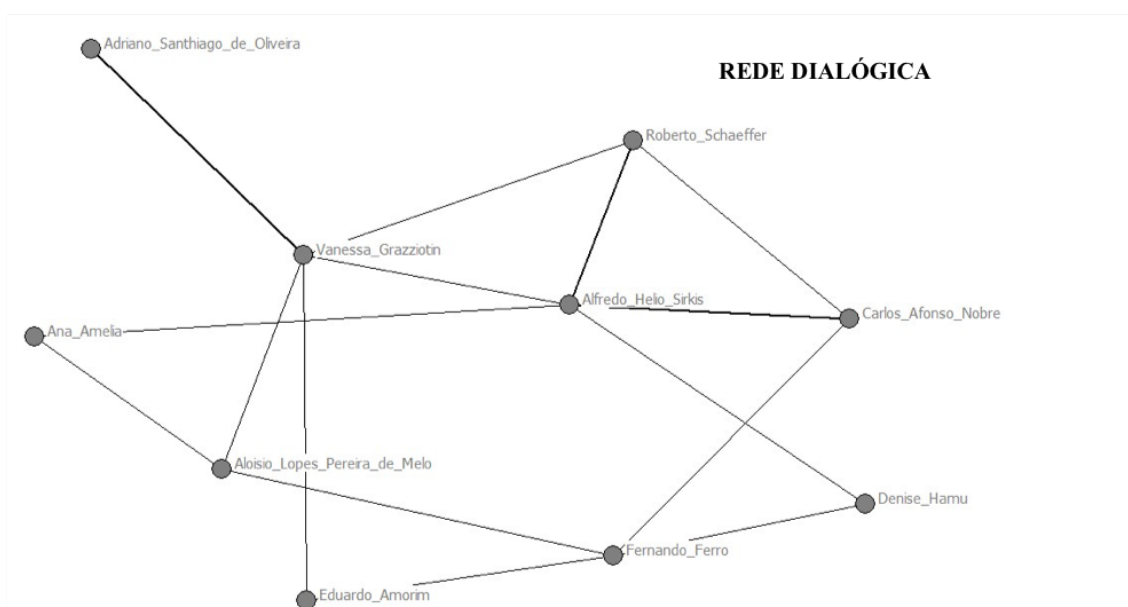 Adriano_Santhiago_de_Oliveira
REDE DIALÓGICA
Roberto_Schaeffer
Vanessa_Grazziotin
Alfredo_Helio_Sirkis
Carlos_Afonso_Nobre
Ana_Amelia
Aloisio_Lopes_Pereira_de_Melo
Denise_Hamu
Fernando_Ferro
Eduardo_Amorim